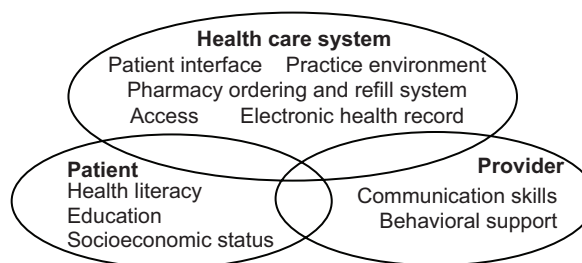 Health care system
Patient interface Practice environment
Pharmacy ordering and refill system
Access Electronic health record
Patient
Health literacy
Education
Socioeconomic status
Provider
Communication skills
Behavioral support